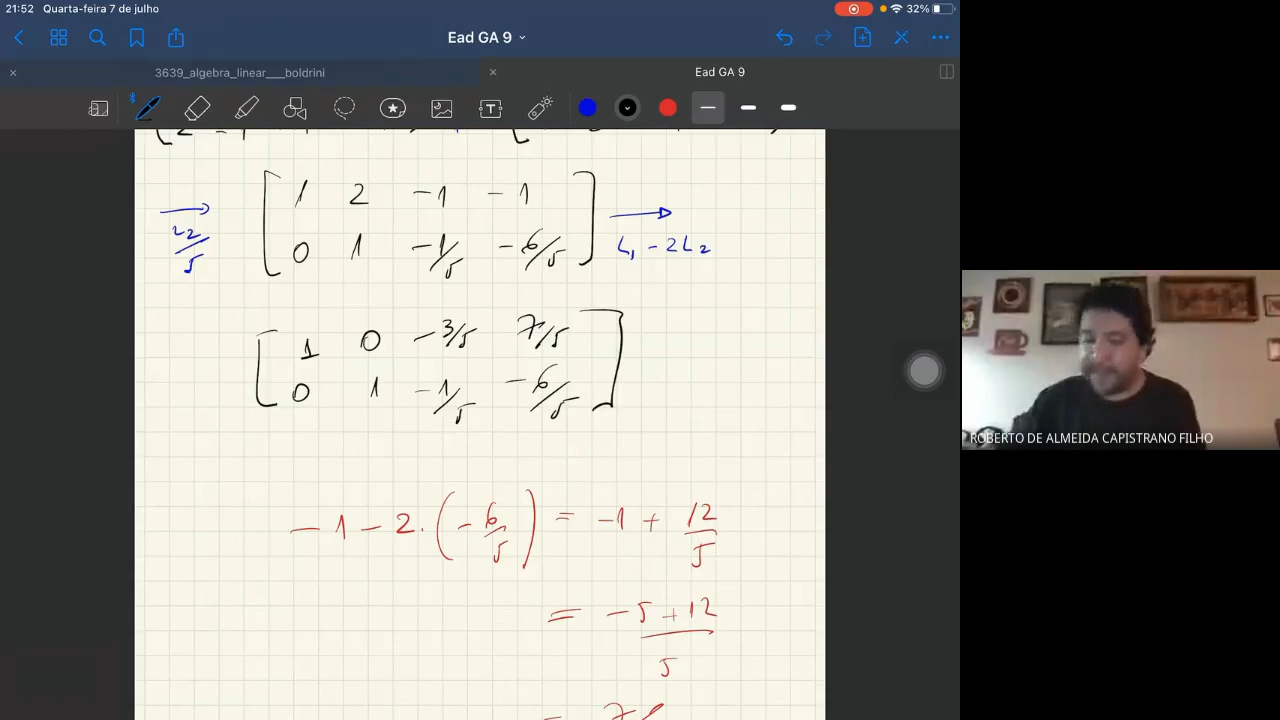 21:52 Quarta-feira 7 de julho 32%
Ead GA 9
3639_algebra_linear___boldrini Ead GA 9
T
1 2 -1 -1
L2/5 0 1 -1/5 -6/5 L1 - 2L2
1 0 -3/5 7/5
0 1 -1/5 -6/5
-1 - 2. (-6/5) = -1 + 12/5
= -5 + 12 / 5
=
ROBERTO DE ALMEIDA CAPISTRANO FILHO